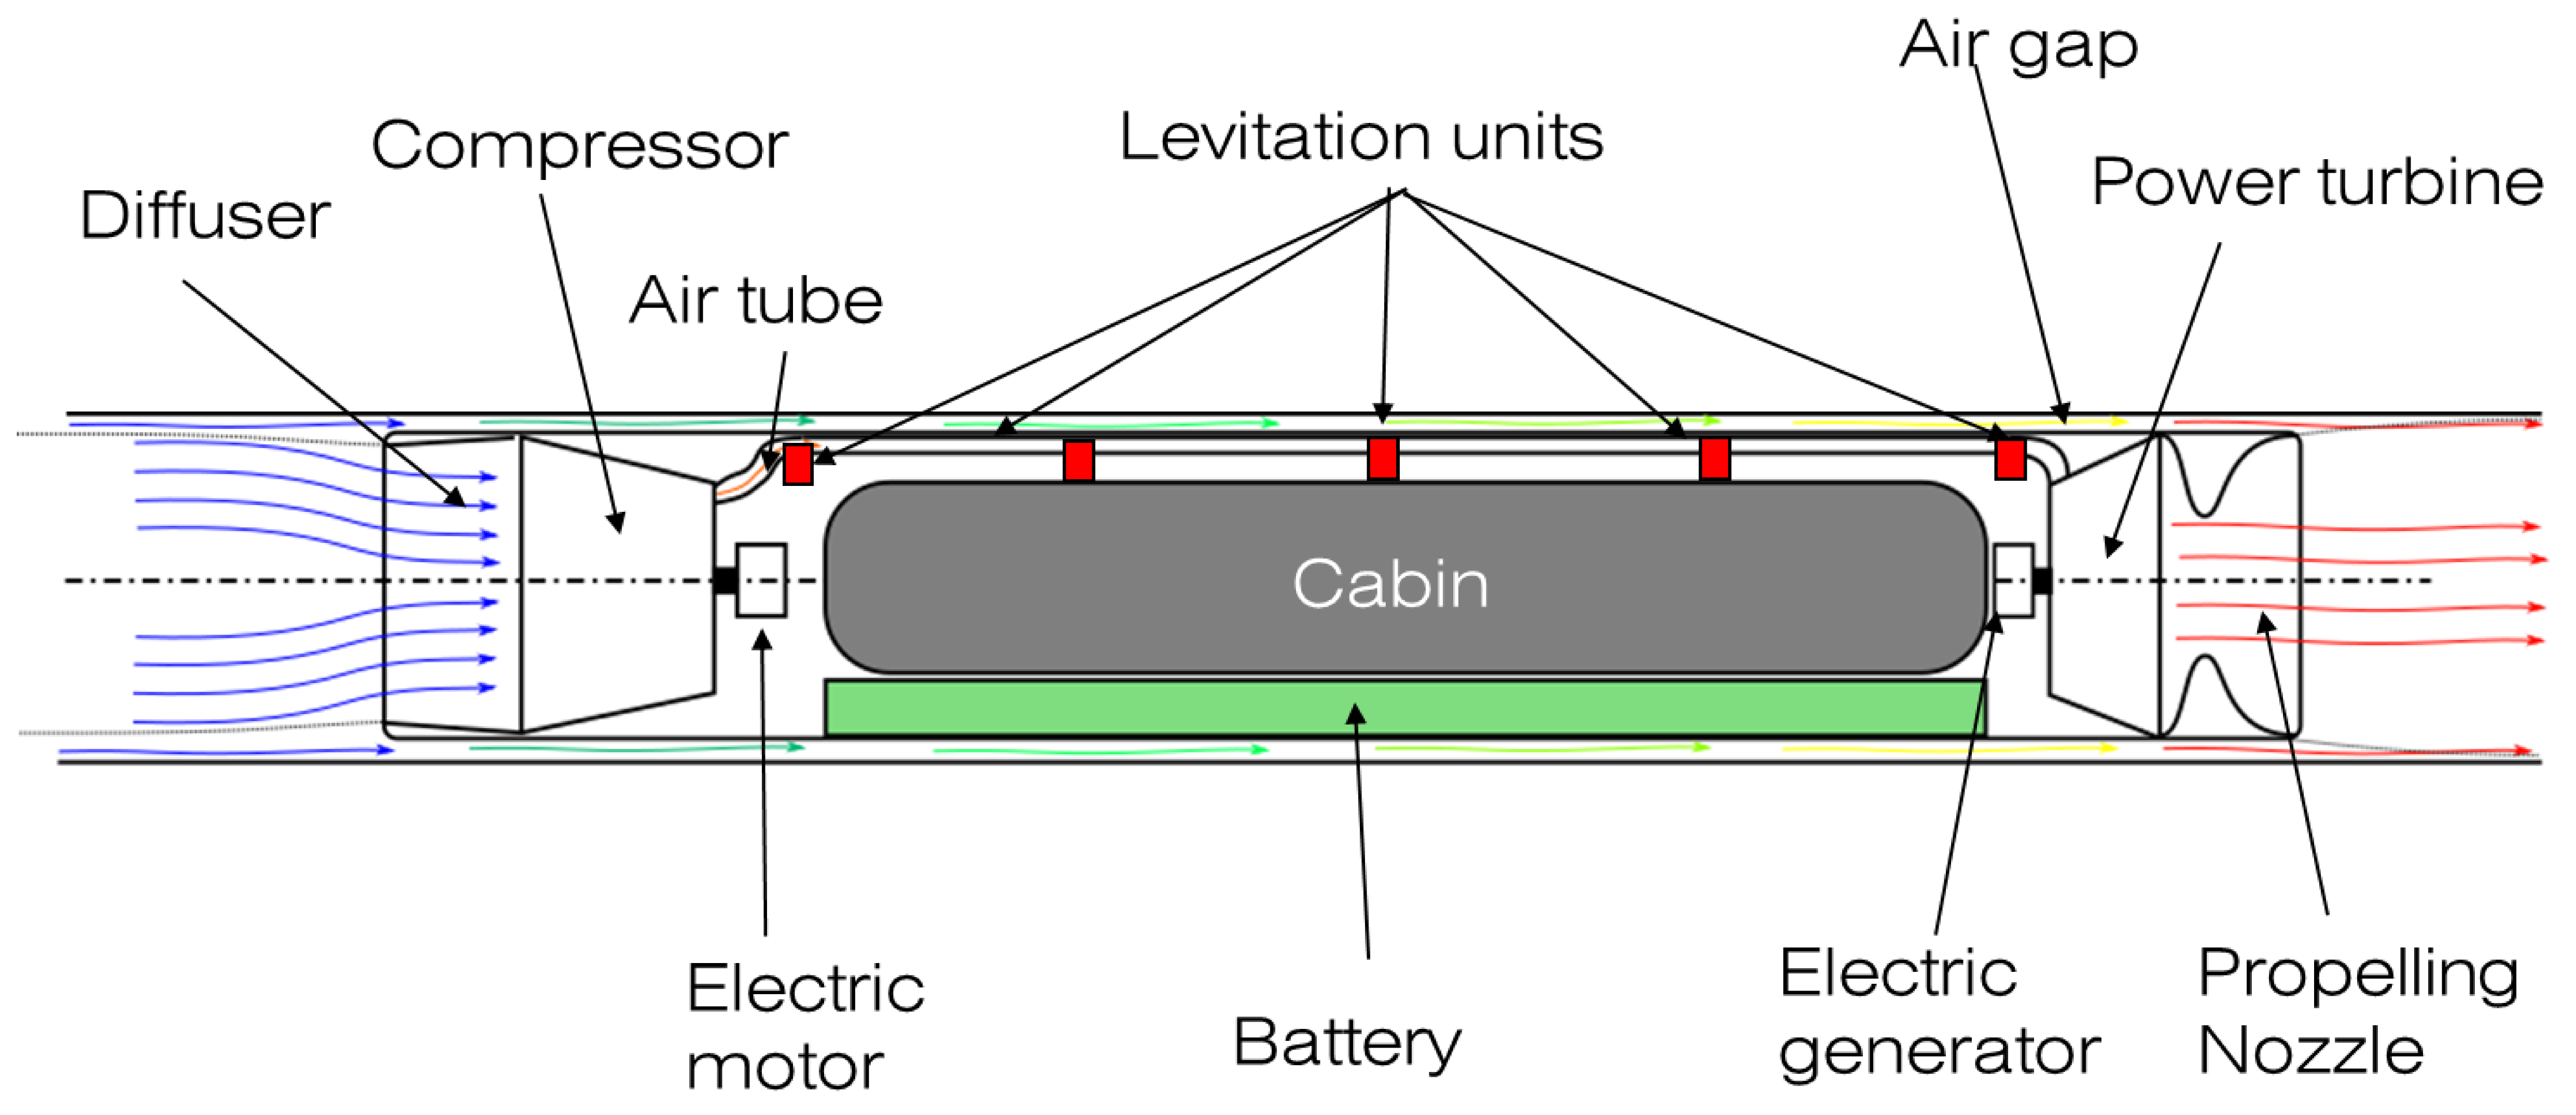 Air gap
Compressor
Levitation units
Power turbine
Diffuser
Air tube
Cabin
Electric
motor
Battery
Electric
generator
Propelling
Nozzle